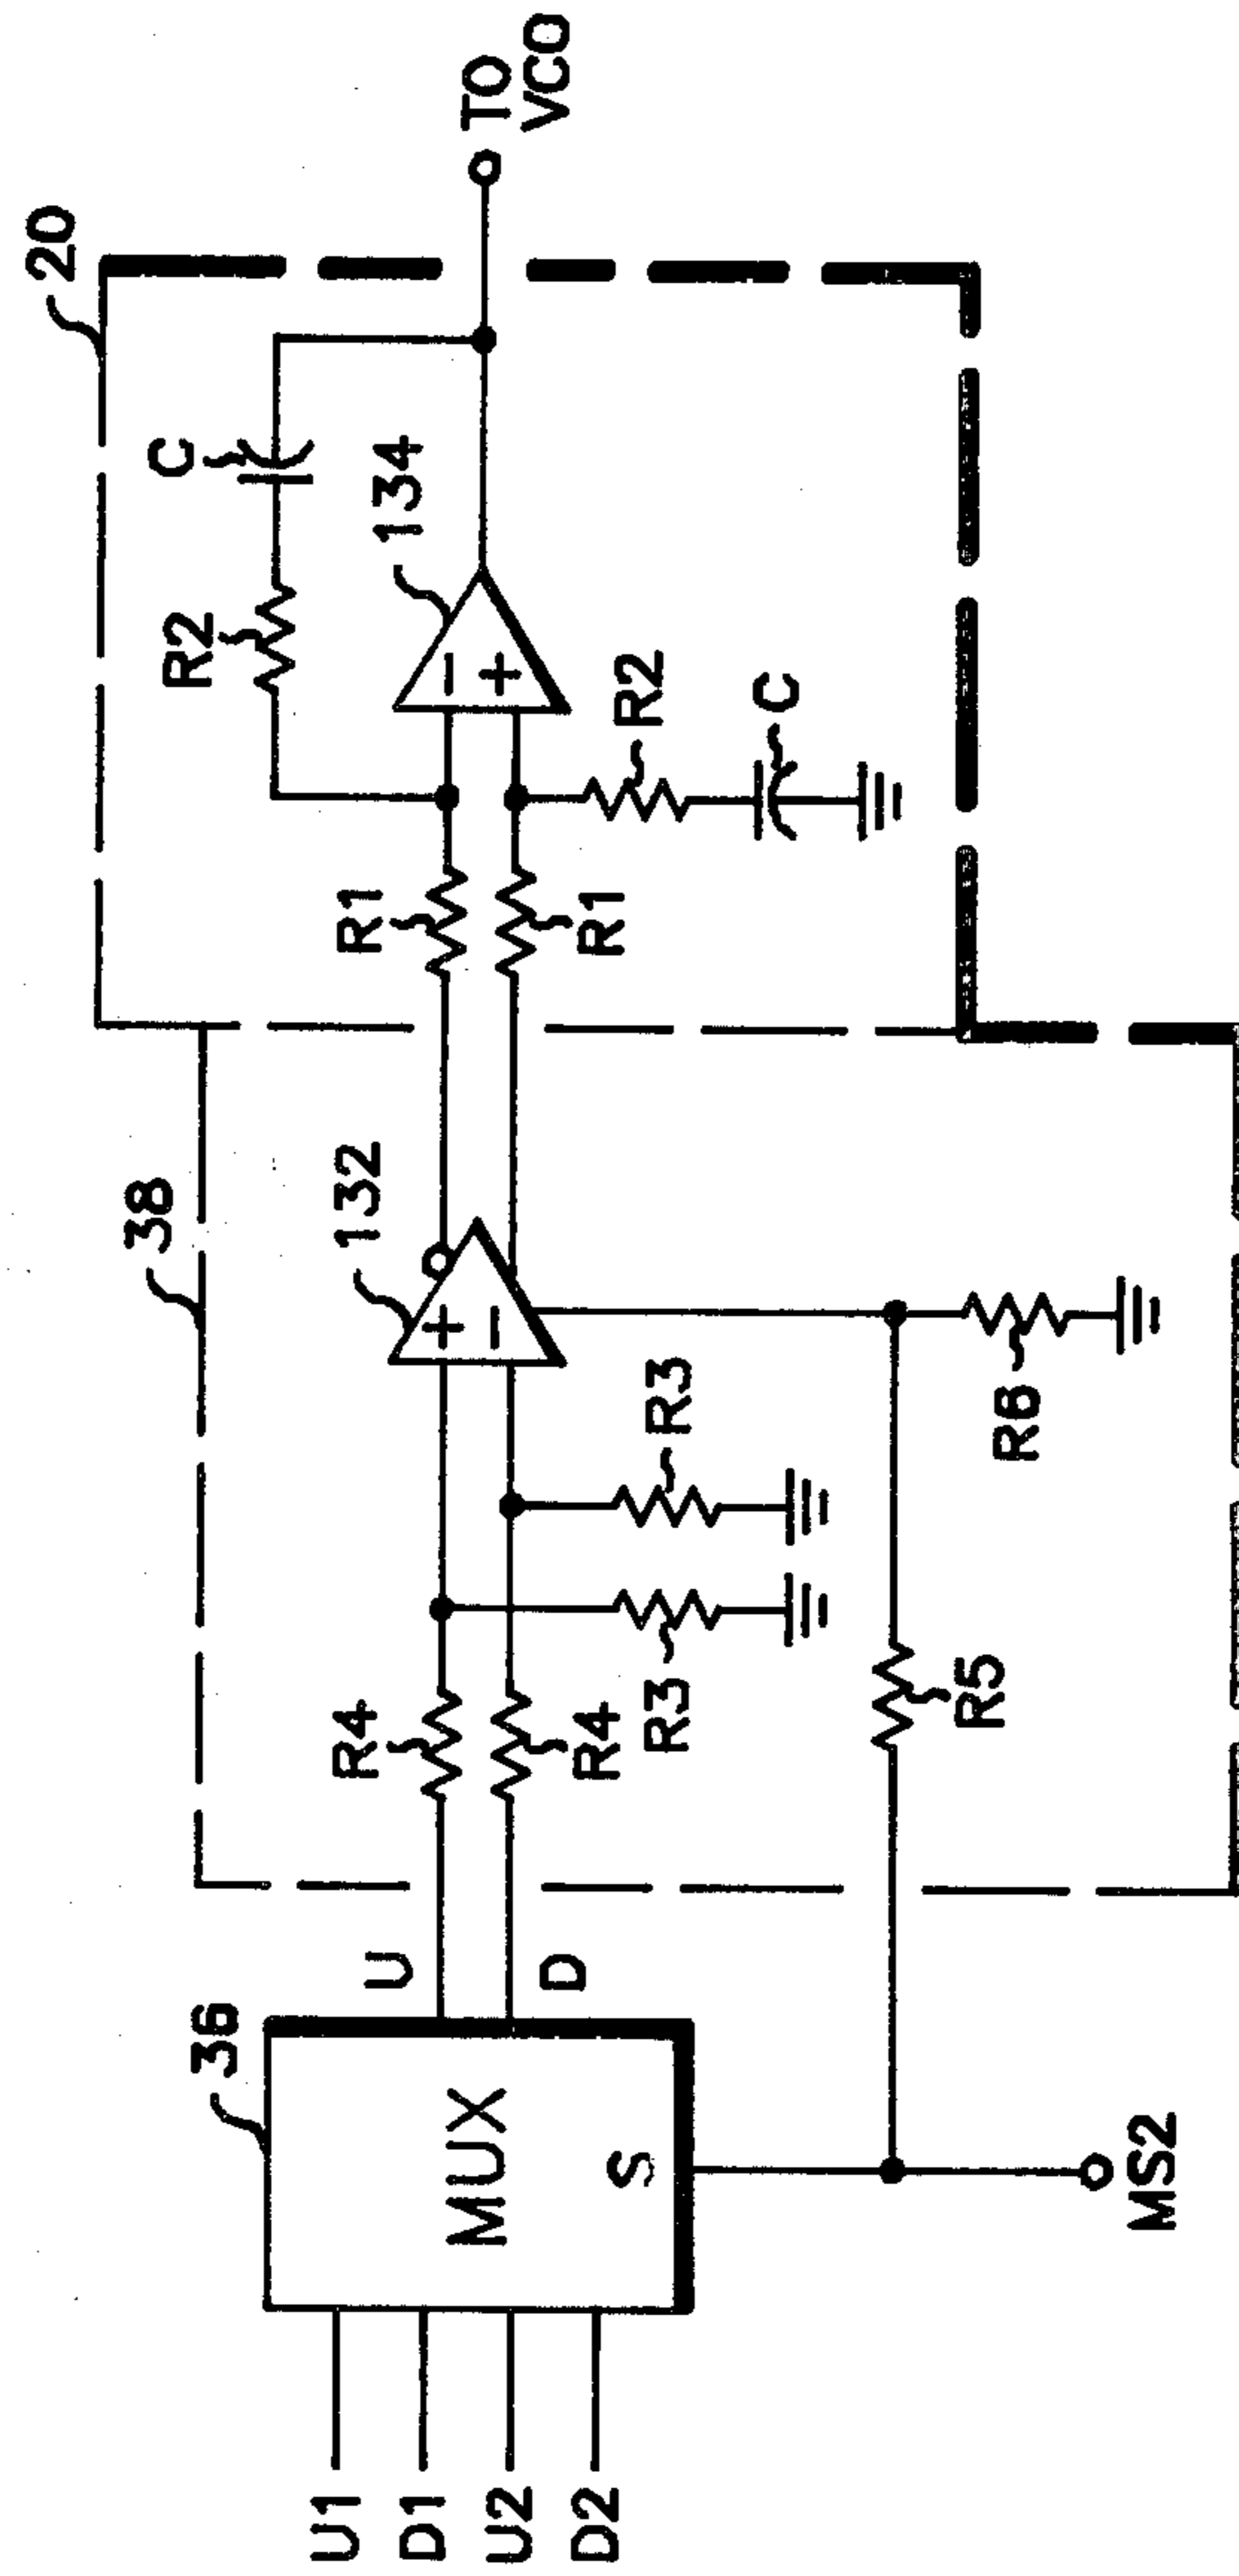 U1
D1
U2
D2
MUX
S
36
U
D
MS2
38
R4
R4
R3
R3
R5
R6
132
+
−
20
R1
R1
R2
C
134
−
+
R2
C
TO
VCO